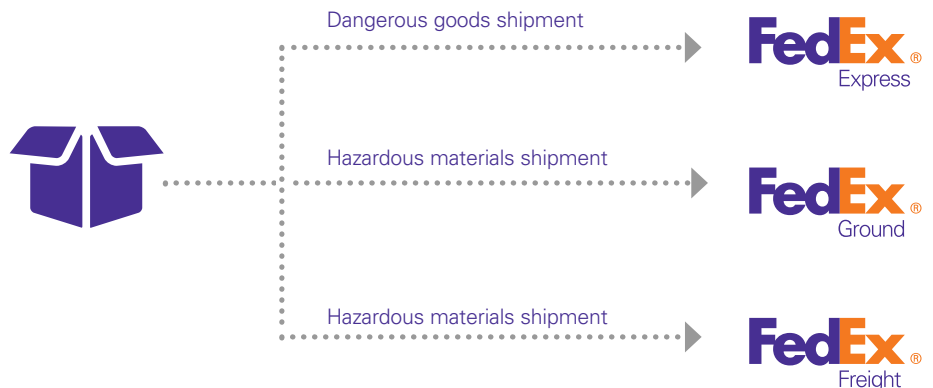 Dangerous goods shipment
FedEx®
Express
Hazardous materials shipment
FedEx®
Ground
Hazardous materials shipment
FedEx®
Freight